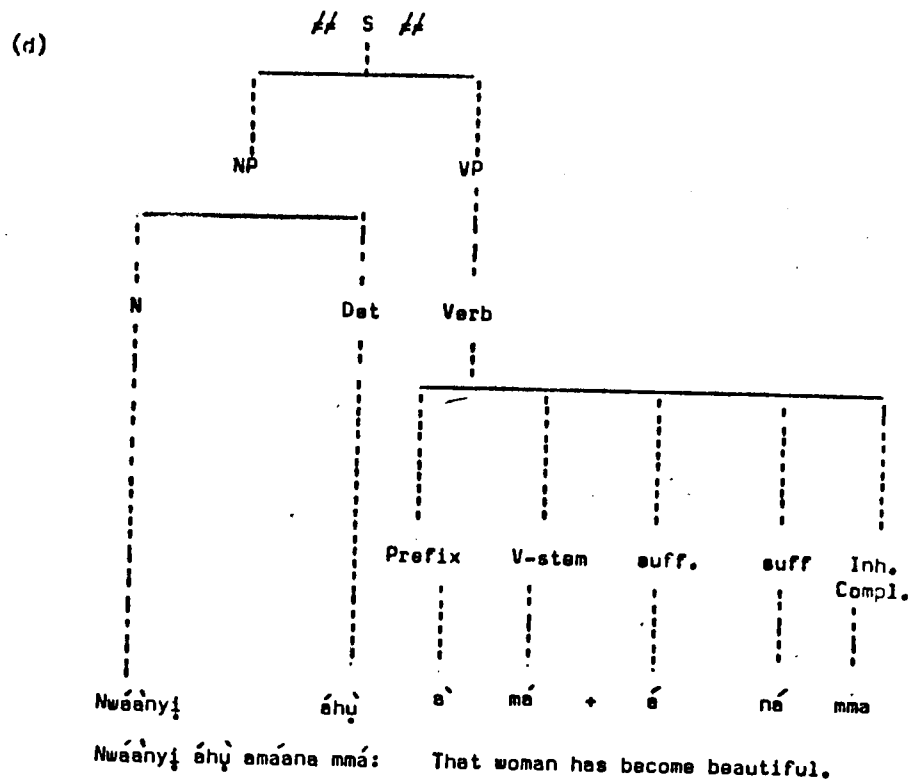 ## S ##
(d)
NP VP
N Det Verb
Prefix V-stem suff. suff Inh. Compl.
Nwáànyị áhụ̀ à má + á ná mma
Nwáànyị áhụ̀ amáana mmá: That woman has become beautiful.